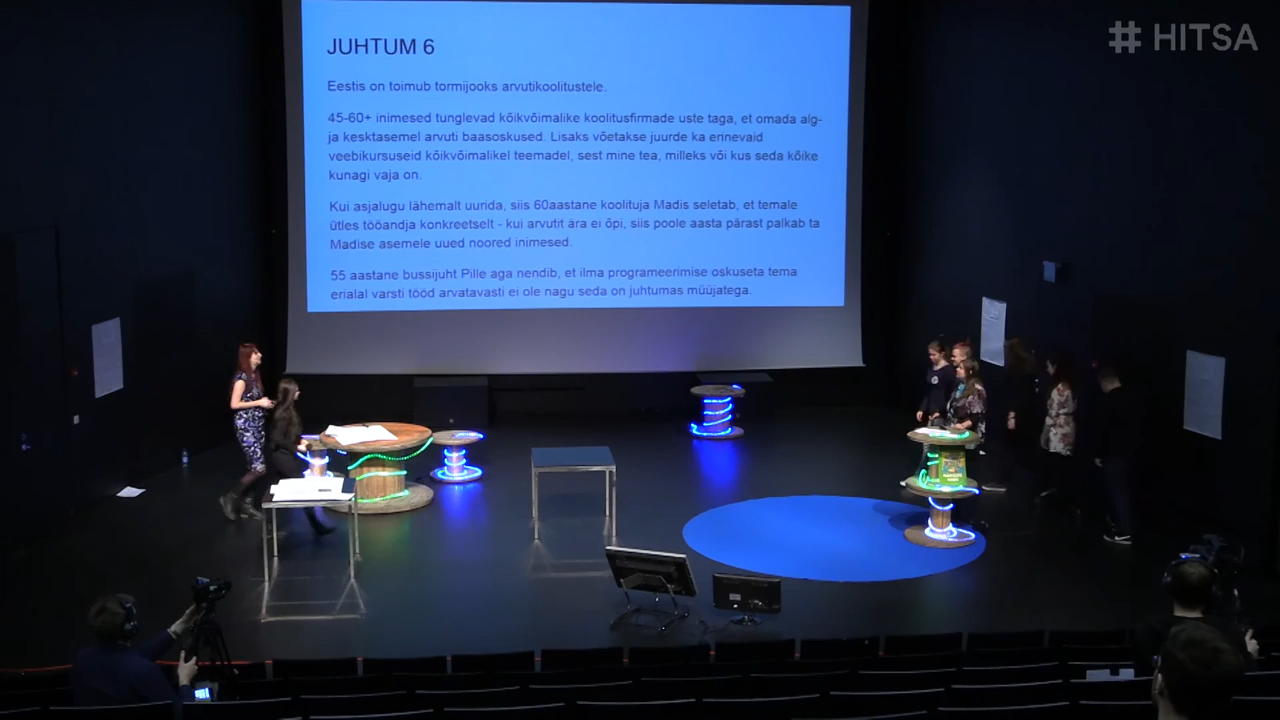 # HITSA
JUHTUM 6
Eestis on toimub tormijooks arvutikoolitustele.
45-60+ inimesed tunglevad kõikvõimalike koolitusfirmade uste taga, et omada alg-
ja kesktasemel arvuti baasoskused. Lisaks võetakse juurde ka erinevaid
veebikursuseid kõikvõimalikel teemadel, sest mine tea, milleks või kus seda kõike
kunagi vaja on.
Kui asjalugu lähemalt uurida, siis 60aastane koolituja Madis seletab, et temale
ütles tööandja konkreetselt - kui arvutit ära ei õpi, siis poole aasta pärast palkab ta
Madise asemele uued noored inimesed.
55 aastane bussijuht Pille aga nendib, et ilma programeerimise oskuseta tema
erialal varsti tööd arvatavasti ei ole nagu seda on juhtumas müüjatega.